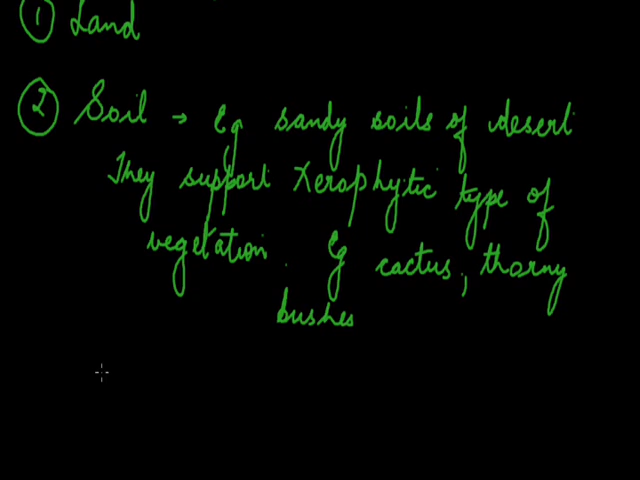 ① Land
② Soil → Eg sandy soils of desert
They support Xerophytic type of
vegetation. Eg cactus, thorny
bushes